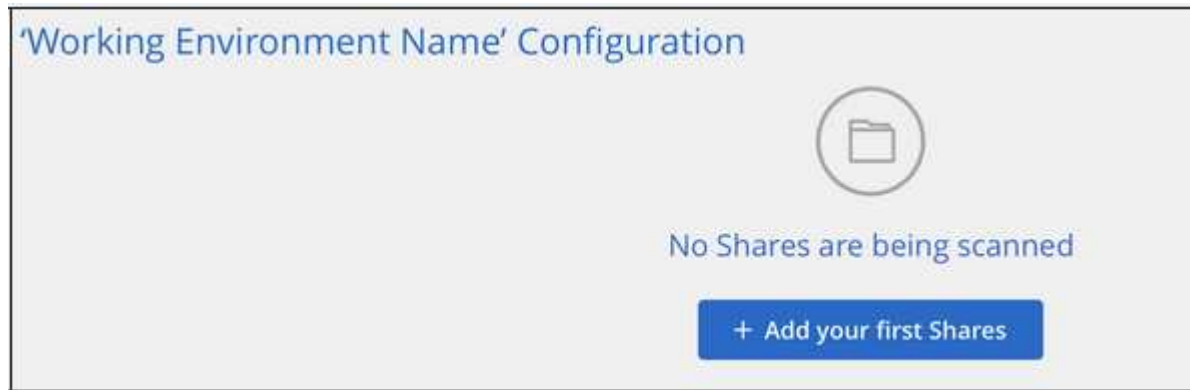 ‘Working Environment Name’ Configuration
No Shares are being scanned
+ Add your first Shares